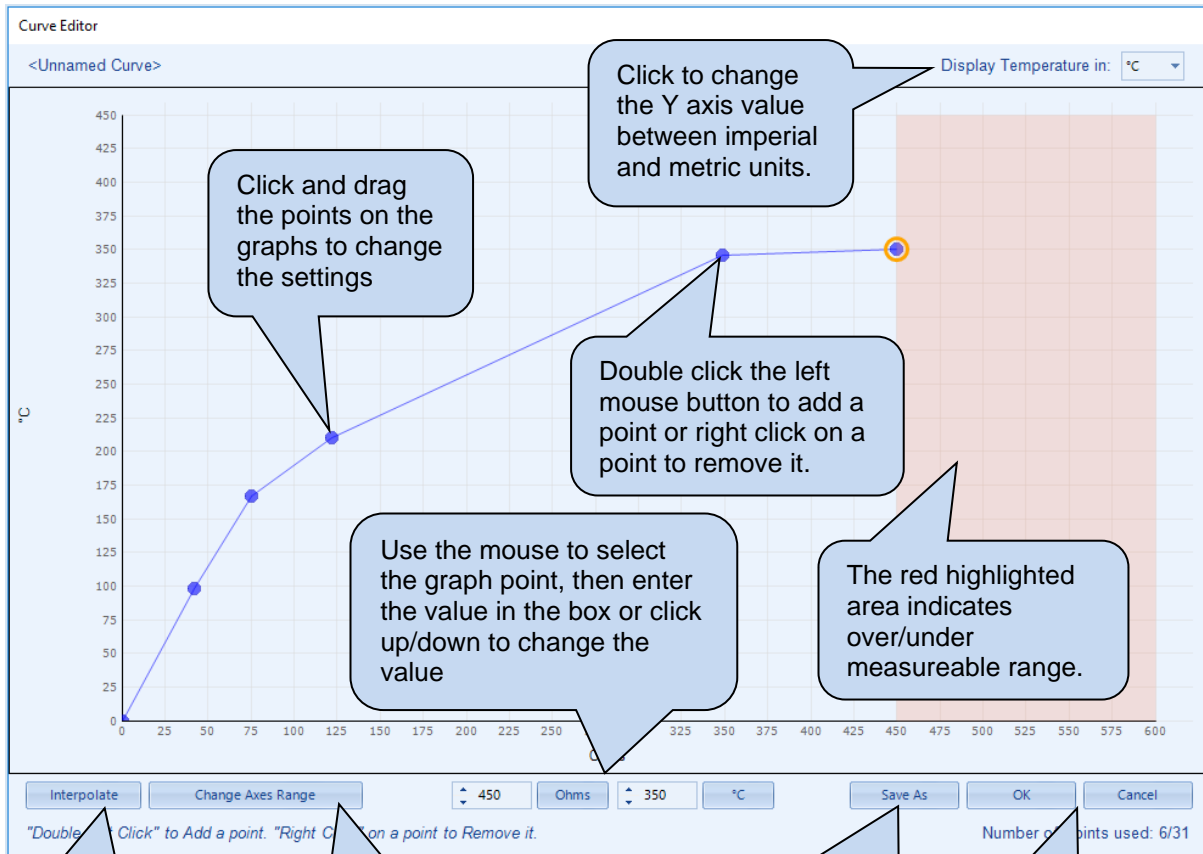 Curve Editor
<Unnamed Curve>
Display Temperature in: °C
Click to change
the Y axis value
between imperial
and metric units.
450
425
400
375
350
325
300
275
250
225
200
175
150
125
100
75
50
25
0
°C
Click and drag
the points on the
graphs to change
the settings
Double click the left
mouse button to add a
point or right click on a
point to remove it.
Use the mouse to select
the graph point, then enter
the value in the box or click
up/down to change the
value
The red highlighted
area indicates
over/under
measureable range.
0 25 50 75 100 125 150 175 200 225 250 325 350 375 400 425 450 475 500 525 550 575 600
Interpolate Change Axes Range 450 Ohms 350 °C Save As OK Cancel
"Double Click" to Add a point. "Right on a point to Remove it. Number used: 6/31